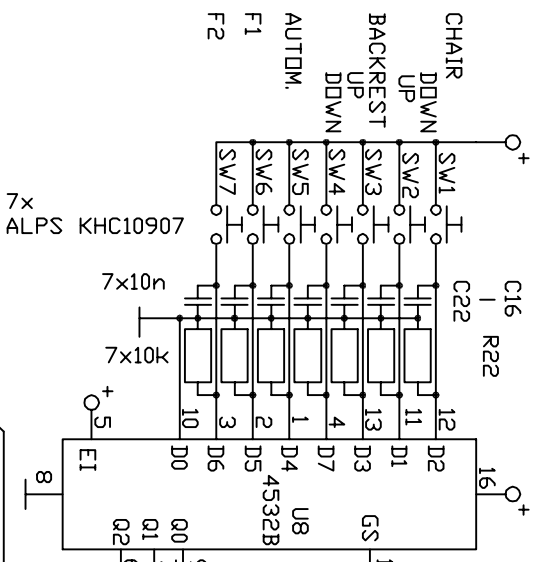 CHAIR
DOWN
UP
BACKREST
UP
DOWN
AUTOM.
F1
F2
+
SW1
SW2
SW3
SW4
SW5
SW6
SW7
7x
ALPS KHC10907
7x10n
C16
–
C22
R22
7x10k
12
11
13
4
1
2
3
10
+
5
16
+
D2
D1
D3
D7
D4
D5
D6
D0
EI
8
4532B
U8
GS
Q0
Q1
Q2